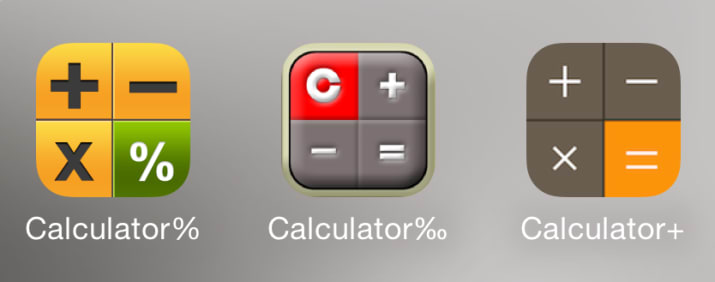 + −
x %
C +
− =
+ −
× =
Calculator% Calculator‰ Calculator+